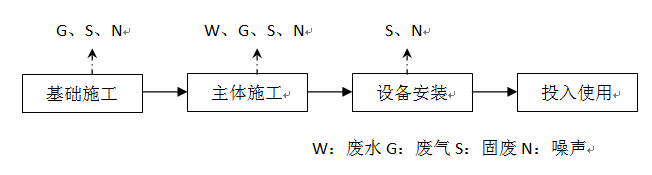 G、S、N
W、G、S、N
S、N
基础施工
主体施工
设备安装
投入使用
W：废水 G：废气 S：固废 N：噪声